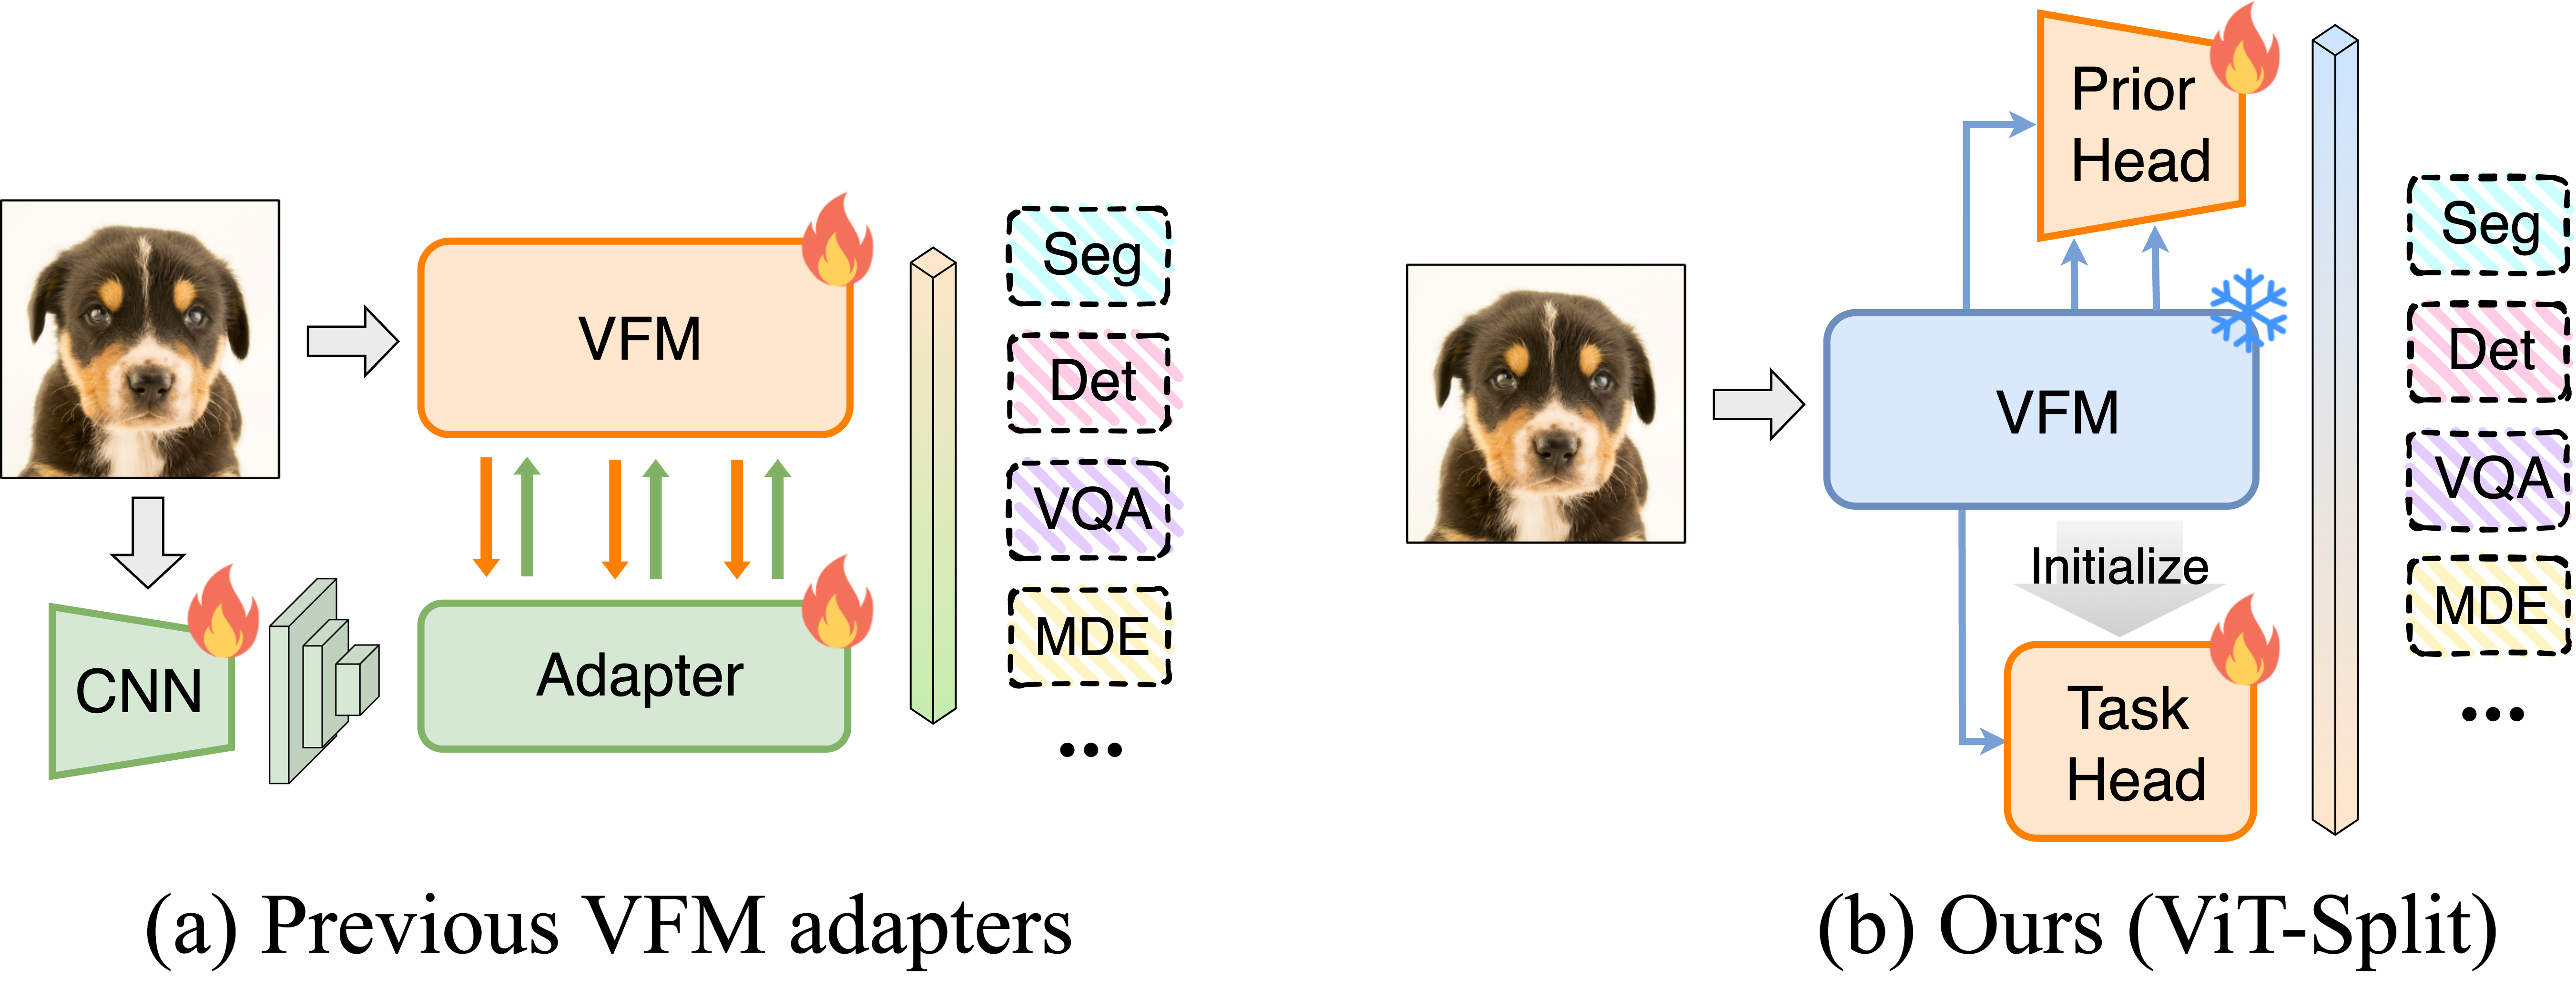 VFM
CNN
Adapter
Seg
Det
VQA
MDE
...
(a) Previous VFM adapters
Prior
Head
VFM
Initialize
Task
Head
Seg
Det
VQA
MDE
...
(b) Ours (ViT-Split)